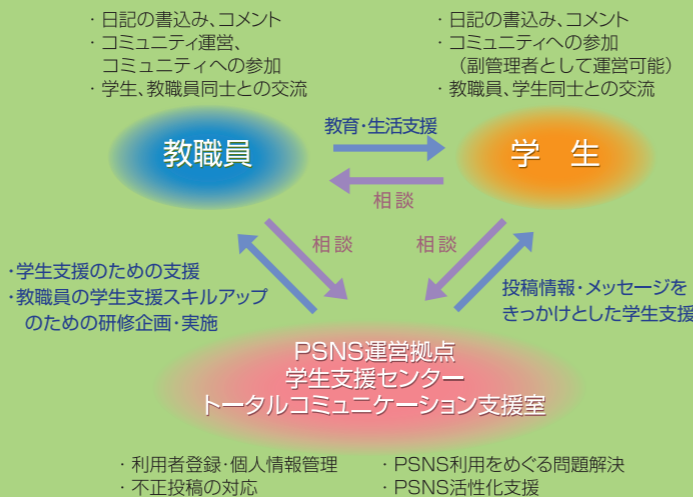 ・日記の書込み、コメント
・コミュニティ運営、
コミュニティへの参加
・学生、教職員同士との交流
・日記の書込み、コメント
・コミュニティへの参加
（副管理者として運営可能）
・教職員、学生同士との交流
教職員
教育・生活支援
学　生
相談
相談
相談
・学生支援のための支援
・教職員の学生支援スキルアップ
のための研修企画・実施
投稿情報・メッセージを
きっかけとした学生支援
PSNS運営拠点
学生支援センター
トータルコミュニケーション支援室
・利用者登録・個人情報管理
・不正投稿の対応
・PSNS利用をめぐる問題解決
・PSNS活性化支援